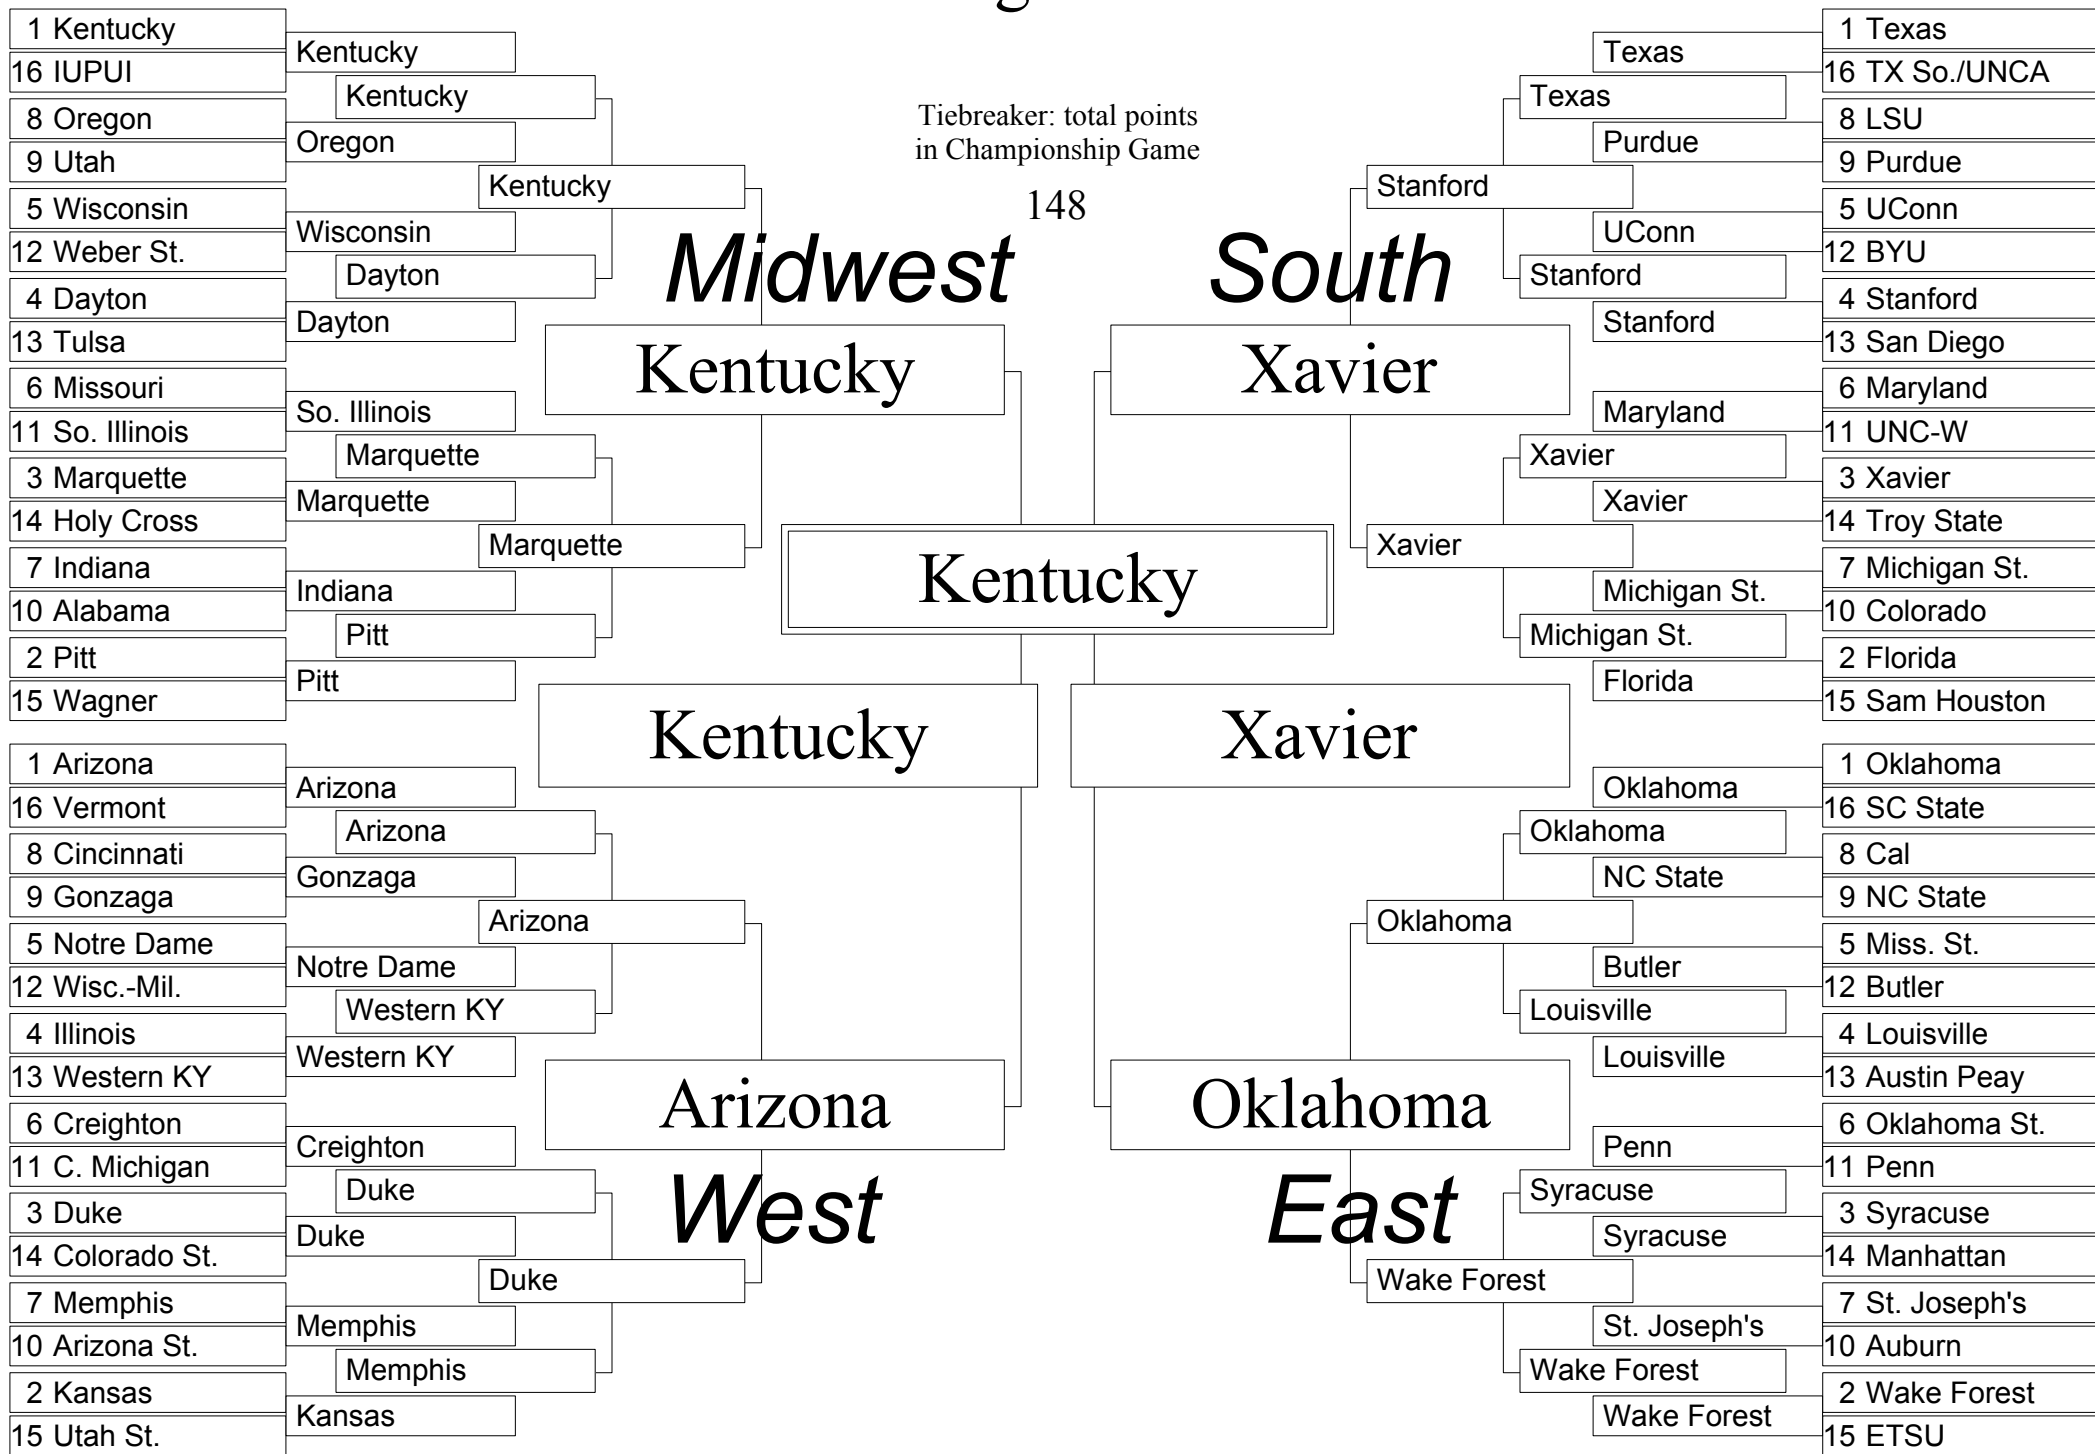 1 Kentucky
16 IUPUI
8 Oregon
9 Utah
5 Wisconsin
12 Weber St.
4 Dayton
13 Tulsa
6 Missouri
11 So. Illinois
3 Marquette
14 Holy Cross
7 Indiana
10 Alabama
2 Pitt
15 Wagner
Kentucky
Oregon
Wisconsin
Dayton
So. Illinois
Marquette
Indiana
Pitt
Kentucky
Dayton
Marquette
Pitt
Kentucky
Marquette
Midwest
Kentucky
1 Arizona
16 Vermont
8 Cincinnati
9 Gonzaga
5 Notre Dame
12 Wisc.-Mil.
4 Illinois
13 Western KY
6 Creighton
11 C. Michigan
3 Duke
14 Colorado St.
7 Memphis
10 Arizona St.
2 Kansas
15 Utah St.
Arizona
Gonzaga
Notre Dame
Western KY
Creighton
Duke
Memphis
Kansas
Arizona
Western KY
Duke
Memphis
Arizona
Duke
Arizona
West
Tiebreaker: total points
in Championship Game
148
Kentucky
Kentucky
Xavier
South
Xavier
Stanford
Xavier
Texas
Stanford
Xavier
Michigan St.
Texas
Purdue
UConn
Stanford
Maryland
Xavier
Michigan St.
Florida
1 Texas
16 TX So./UNCA
8 LSU
9 Purdue
5 UConn
12 BYU
4 Stanford
13 San Diego
6 Maryland
11 UNC-W
3 Xavier
14 Troy State
7 Michigan St.
10 Colorado
2 Florida
15 Sam Houston
Oklahoma
East
Oklahoma
Wake Forest
Oklahoma
Louisville
Syracuse
Wake Forest
Oklahoma
NC State
Butler
Louisville
Penn
Syracuse
St. Joseph's
Wake Forest
1 Oklahoma
16 SC State
8 Cal
9 NC State
5 Miss. St.
12 Butler
4 Louisville
13 Austin Peay
6 Oklahoma St.
11 Penn
3 Syracuse
14 Manhattan
7 St. Joseph's
10 Auburn
2 Wake Forest
15 ETSU